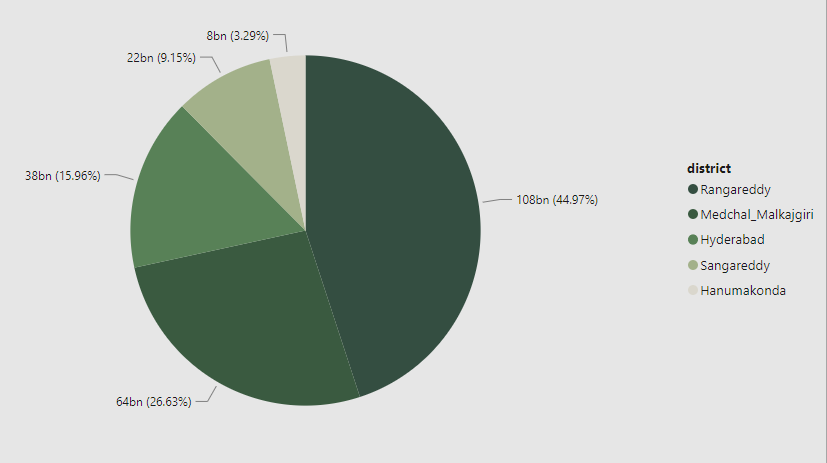 8bn (3.29%)
22bn (9.15%)
38bn (15.96%)
108bn (44.97%)
64bn (26.63%)
district
Rangareddy
Medchal_Malkajgiri
Hyderabad
Sangareddy
Hanumakonda